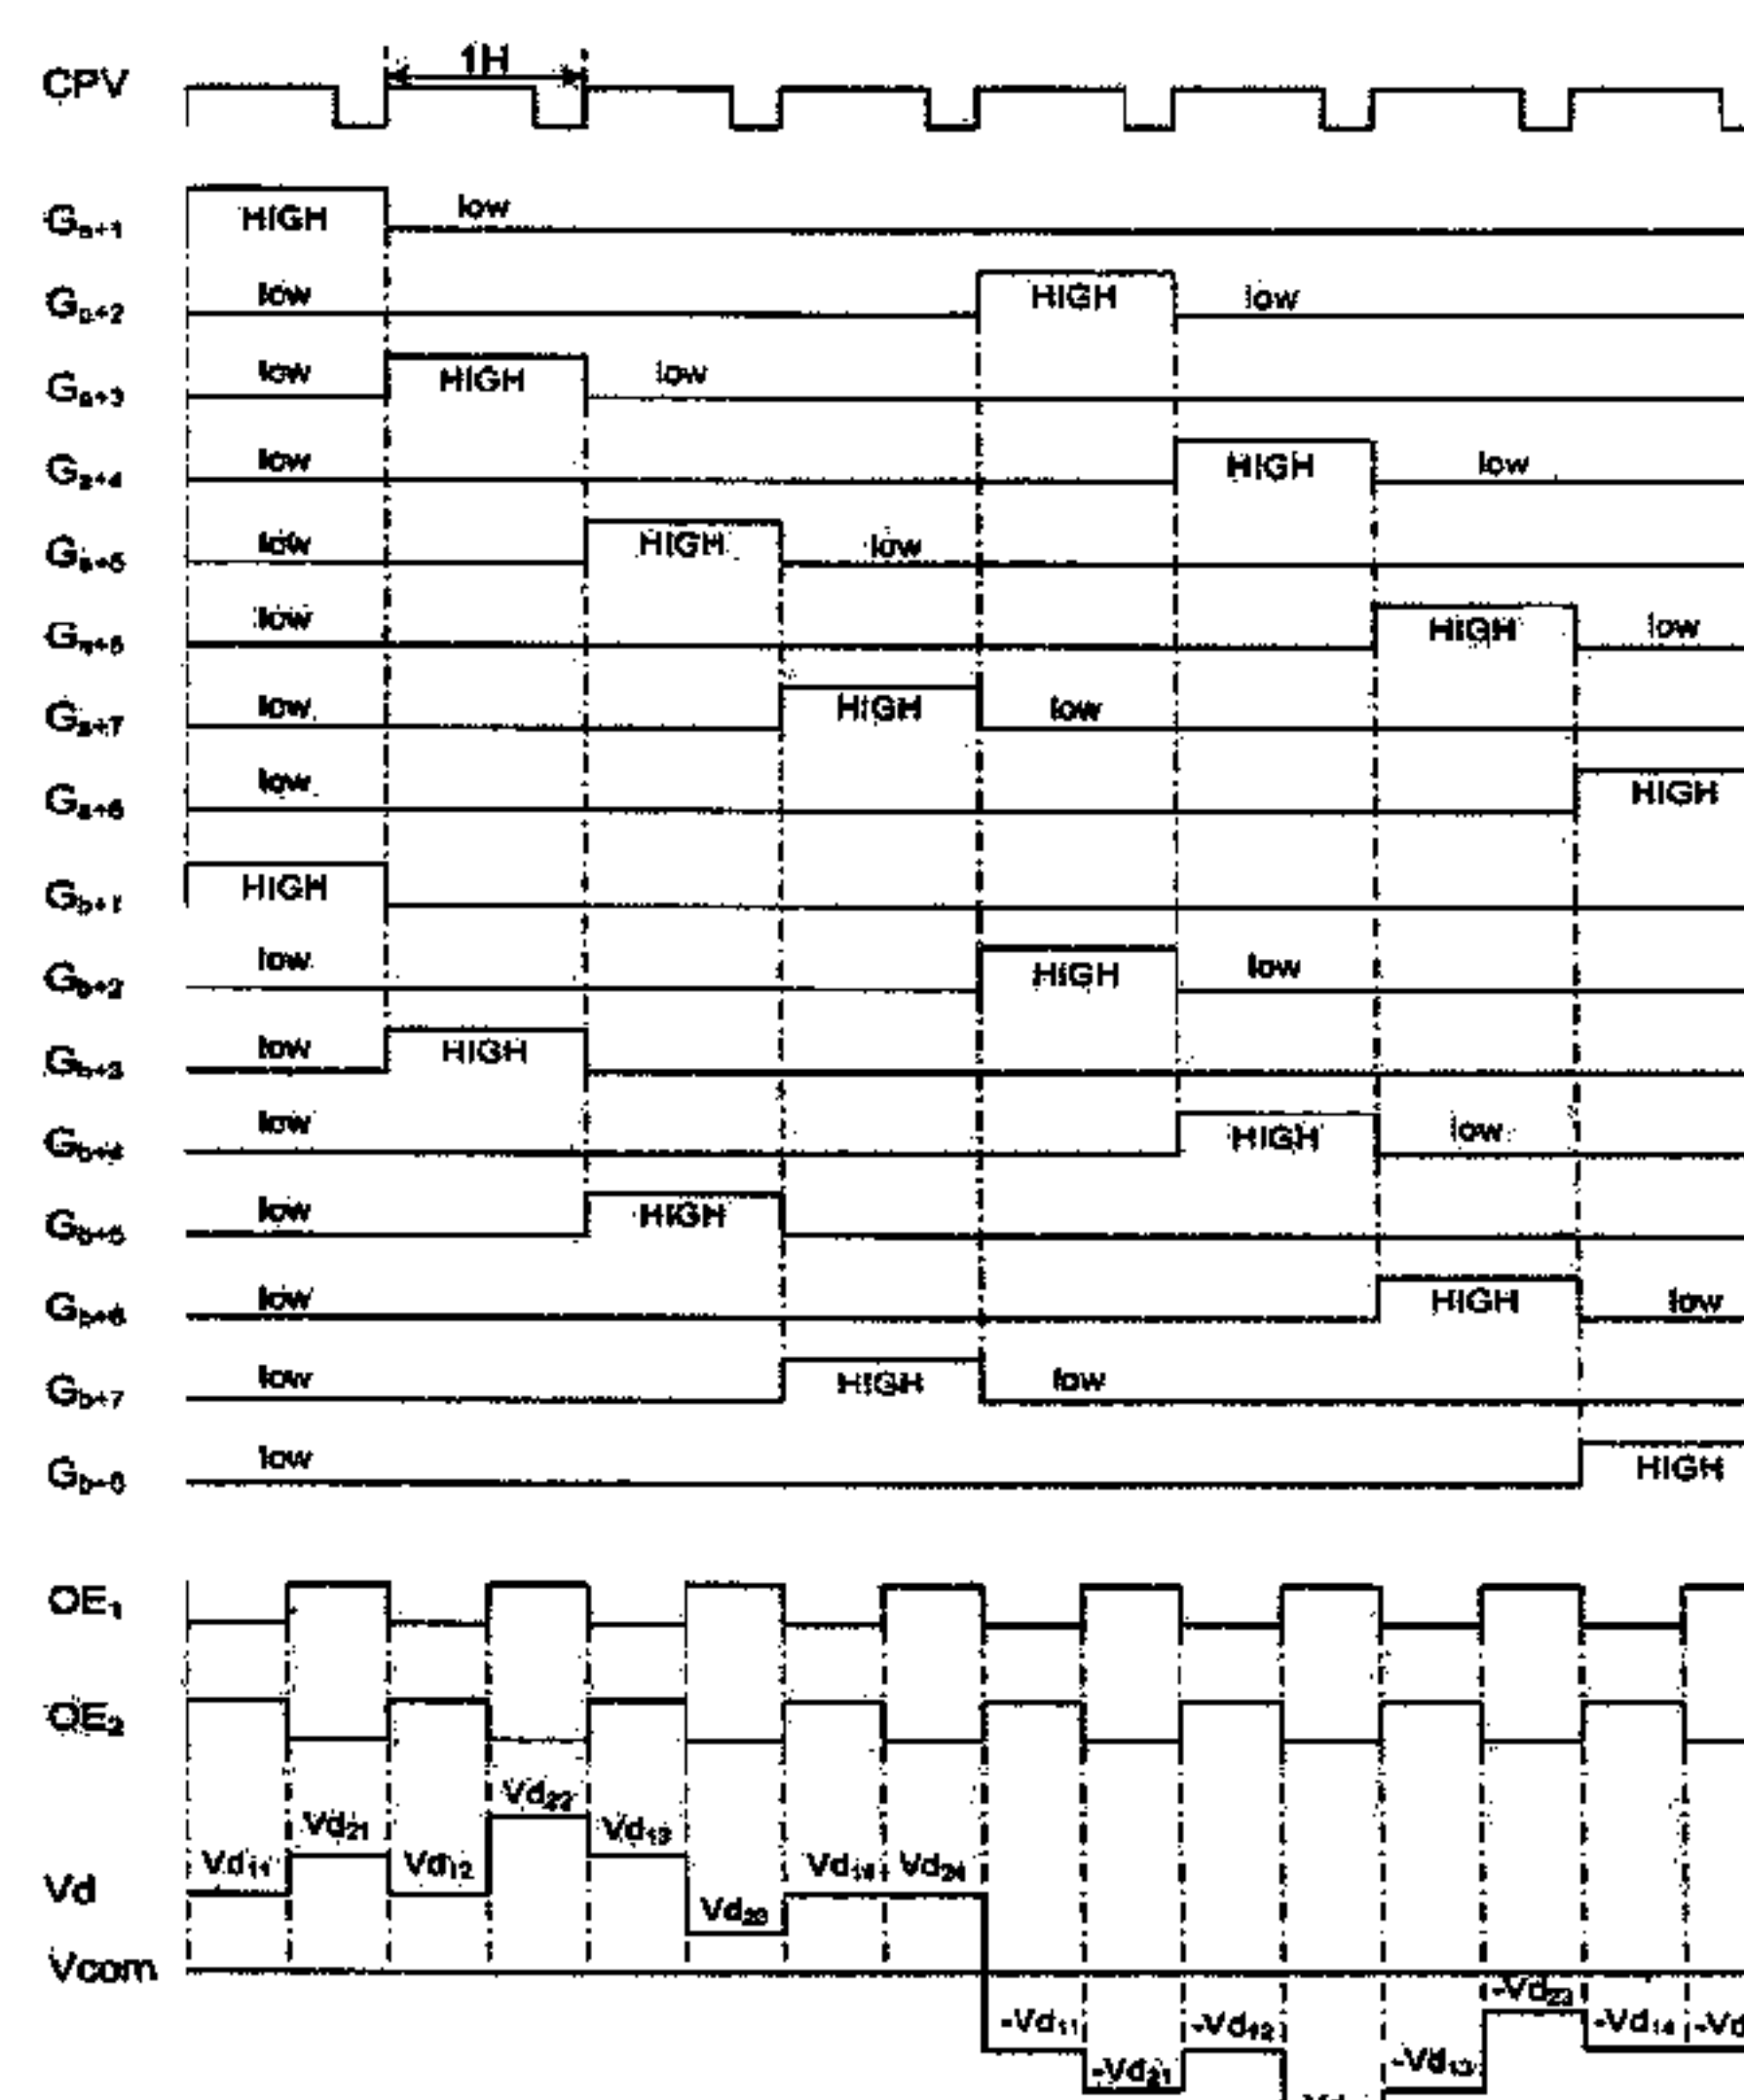 1H
CPV
Ga+1 HIGH low
Ga+2 low HIGH low
Ga+3 low HIGH low
Ga+4 low HIGH low
Ga+5 low HIGH low
Ga+6 low HIGH low
Ga+7 low HIGH low
low HIGH
Gb+1 HIGH
Gb+2 low HIGH low
Gb+3 low HIGH
Gb+4 low HIGH low
Gb+5 low HIGH
Gb+6 low HIGH low
Gb+7 low HIGH low
low HIGH
OE1
OE2
Vd Vd11 Vd21 Vd12 Vd22 Vd13 Vd23 Vd14 Vd24
Vcom
-Vd11 -Vd21 -Vd12 -Vd13 -Vd23 -Vd14